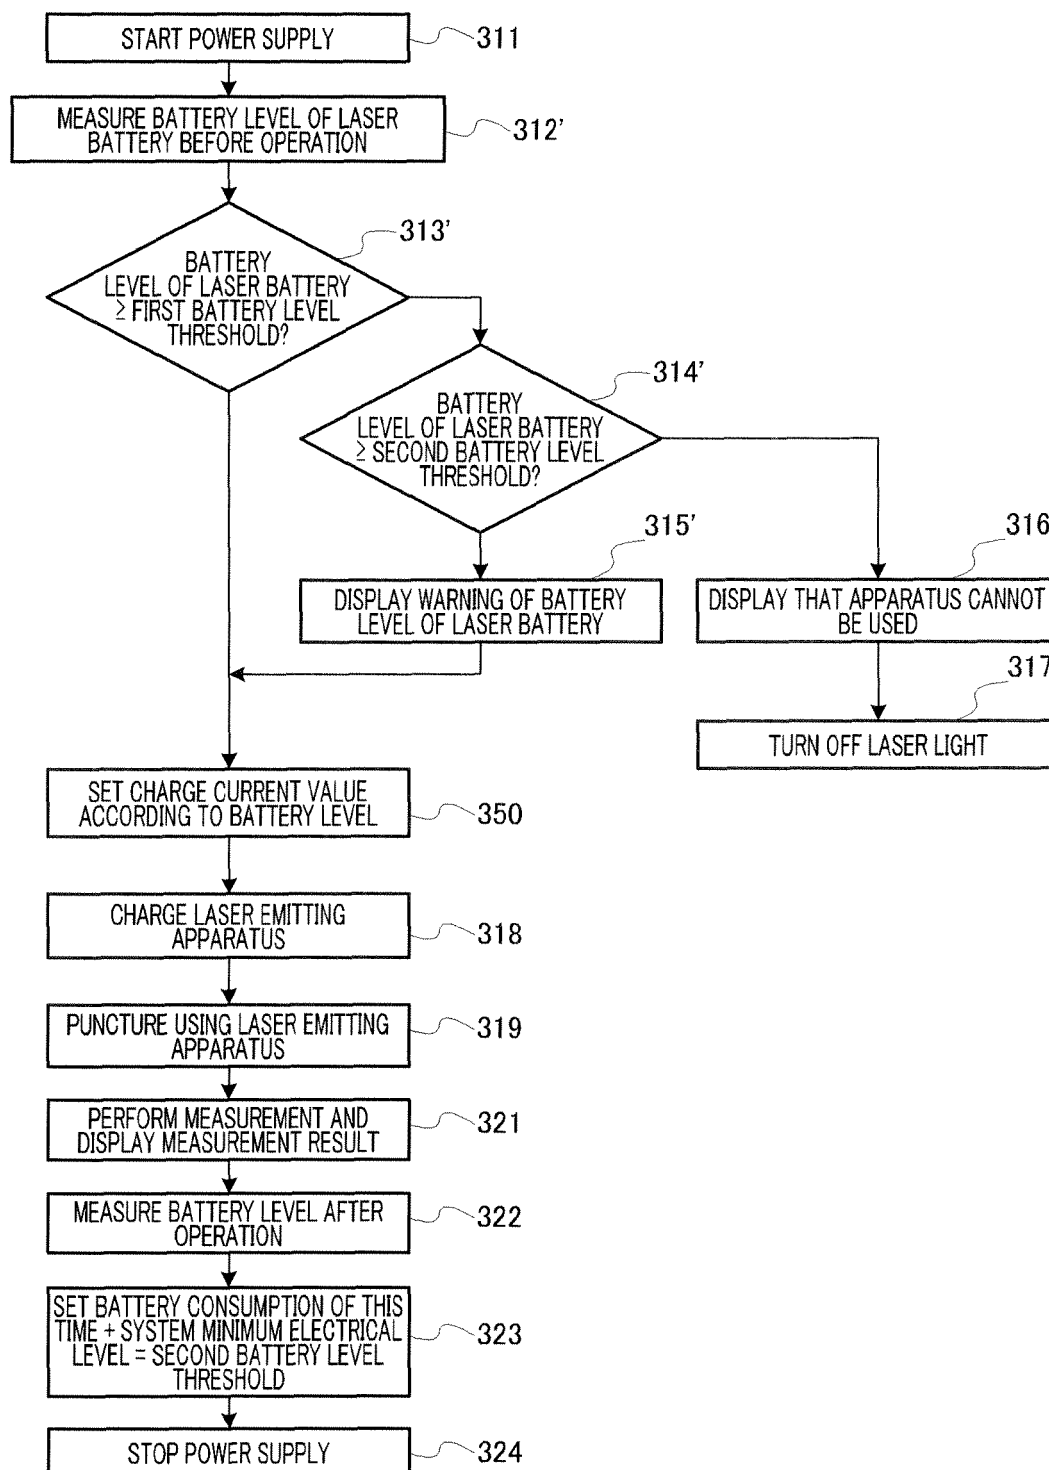 START POWER SUPPLY
311
MEASURE BATTERY LEVEL OF LASER
BATTERY BEFORE OPERATION
312'
313'
BATTERY
LEVEL OF LASER BATTERY
≥ FIRST BATTERY LEVEL
THRESHOLD?
314'
BATTERY
LEVEL OF LASER BATTERY
≥ SECOND BATTERY LEVEL
THRESHOLD?
315'
DISPLAY WARNING OF BATTERY
LEVEL OF LASER BATTERY
316
DISPLAY THAT APPARATUS CANNOT
BE USED
317
TURN OFF LASER LIGHT
SET CHARGE CURRENT VALUE
ACCORDING TO BATTERY LEVEL
350
CHARGE LASER EMITTING
APPARATUS
318
PUNCTURE USING LASER EMITTING
APPARATUS
319
PERFORM MEASUREMENT AND
DISPLAY MEASUREMENT RESULT
321
MEASURE BATTERY LEVEL AFTER
OPERATION
322
SET BATTERY CONSUMPTION OF THIS
TIME + SYSTEM MINIMUM ELECTRICAL
LEVEL = SECOND BATTERY LEVEL
THRESHOLD
323
STOP POWER SUPPLY
324